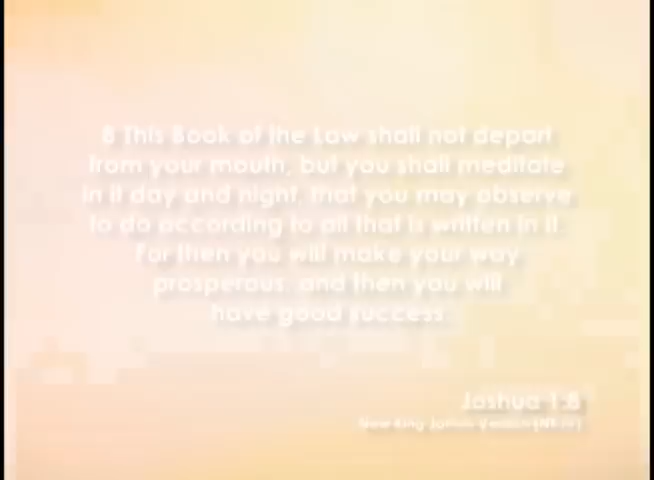 8 This Book of the Law shall not depart
from your mouth, but you shall meditate
in it day and night, that you may observe
to do according to all that is written in it.
For then you will make your way
prosperous, and then you will
have good success.
Joshua 1:8
New King James Version (NKJV)